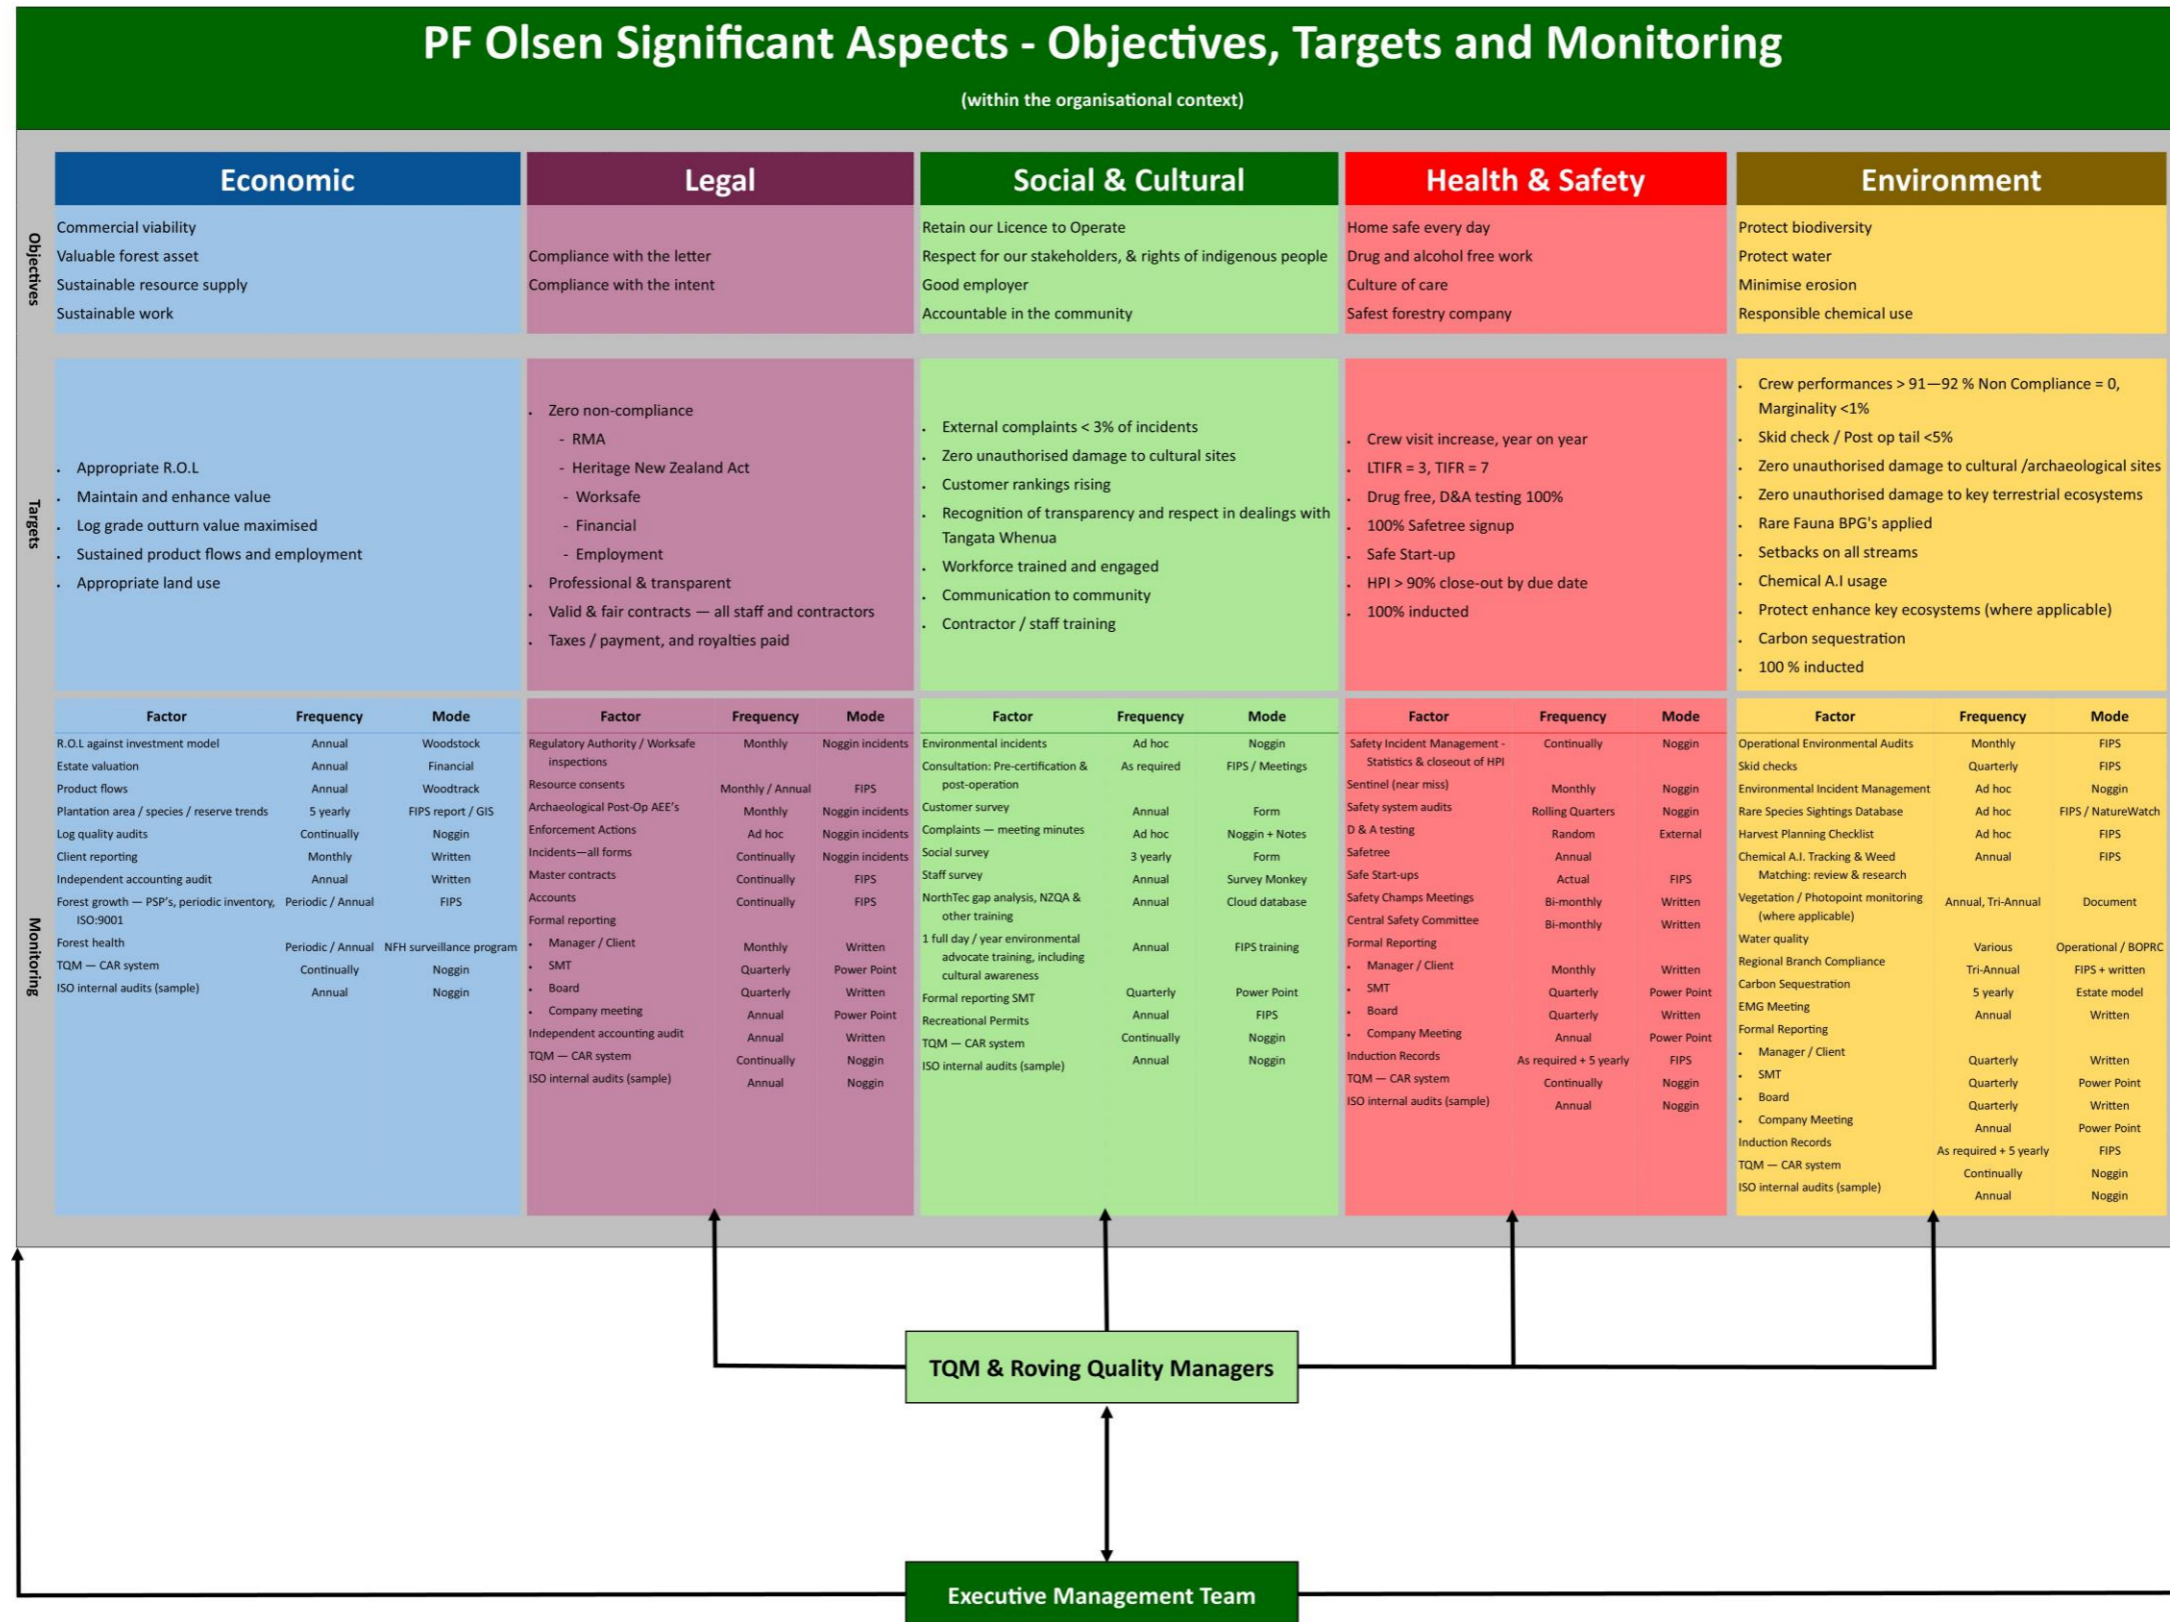 PF Olsen Significant Aspects - Objectives, Targets and Monitoring
(within the organisational context)
Economic
Legal
Social & Cultural
Health & Safety
Environment
Objectives
Commercial viability
Valuable forest asset
Sustainable resource supply
Sustainable work
Compliance with the letter
Compliance with the intent
Retain our Licence to Operate
Respect for our stakeholders, & rights of indigenous people
Good employer
Accountable in the community
Home safe every day
Drug and alcohol free work
Culture of care
Safest forestry company
Protect biodiversity
Protect water
Minimise erosion
Responsible chemical use
Targets
• Appropriate R.O.L
• Maintain and enhance value
• Log grade outturn value maximised
• Sustained product flows and employment
• Appropriate land use
• Zero non-compliance
- RMA
- Heritage New Zealand Act
- Worksafe
- Financial
- Employment
• Professional & transparent
• Valid & fair contracts — all staff and contractors
• Taxes / payment, and royalties paid
• External complaints < 3% of incidents
• Zero unauthorised damage to cultural sites
• Customer rankings rising
• Recognition of transparency and respect in dealings with
Tangata Whenua
• Workforce trained and engaged
• Communication to community
• Contractor / staff training
• Crew visit increase, year on year
• LTIFR = 3, TIFR = 7
• Drug free, D&A testing 100%
• 100% Safetree signup
• Safe Start-up
• HPI > 90% close-out by due date
• 100% inducted
• Crew performances > 91—92 % Non Compliance = 0,
Marginality <1%
• Skid check / Post op tail <5%
• Zero unauthorised damage to cultural /archaeological sites
• Zero unauthorised damage to key terrestrial ecosystems
• Rare Fauna BPG's applied
• Setbacks on all streams
• Chemical A.I usage
• Protect enhance key ecosystems (where applicable)
• Carbon sequestration
• 100 % inducted
Monitoring
Factor Frequency Mode
R.O.L against investment model Annual Woodstock
Estate valuation Annual Financial
Product flows Annual Woodtrack
Plantation area / species / reserve trends 5 yearly FIPS report / GIS
Log quality audits Continually Noggin
Client reporting Monthly Written
Independent accounting audit Annual Written
Forest growth — PSP's, periodic inventory, Periodic / Annual FIPS
ISO:9001
Forest health Periodic / Annual NFH surveillance program
TQM — CAR system Continually Noggin
ISO internal audits (sample) Annual Noggin
Factor Frequency Mode
Regulatory Authority / Worksafe Monthly Noggin incidents
inspections
Resource consents Monthly / Annual FIPS
Archaeological Post-Op AEE's Monthly Noggin incidents
Enforcement Actions Ad hoc Noggin incidents
Incidents—all forms Continually Noggin incidents
Master contracts Continually FIPS
Accounts Continually FIPS
Formal reporting
• Manager / Client Monthly Written
• SMT Quarterly Power Point
• Board Quarterly Written
• Company meeting Annual Power Point
Independent accounting audit Annual Written
TQM — CAR system Continually Noggin
ISO internal audits (sample) Annual Noggin
Factor Frequency Mode
Environmental incidents Ad hoc Noggin
Consultation: Pre-certification & As required FIPS / Meetings
post-operation
Customer survey Annual Form
Complaints — meeting minutes Ad hoc Noggin + Notes
Social survey 3 yearly Form
Staff survey Annual Survey Monkey
NorthTec gap analysis, NZQA & Annual Cloud database
other training
1 full day / year environmental Annual FIPS training
advocate training, including
cultural awareness
Formal reporting SMT Quarterly Power Point
Recreational Permits Annual FIPS
TQM — CAR system Continually Noggin
ISO internal audits (sample) Annual Noggin
Factor Frequency Mode
Safety Incident Management - Continually Noggin
Statistics & closeout of HPI
Sentinel (near miss) Monthly Noggin
Safety system audits Rolling Quarters Noggin
D & A testing Random External
Safetree Annual
Safe Start-ups Actual FIPS
Safety Champs Meetings Bi-monthly Written
Central Safety Committee Bi-monthly Written
Formal Reporting
• Manager / Client Monthly Written
• SMT Quarterly Power Point
• Board Quarterly Written
• Company Meeting Annual Power Point
Induction Records As required + 5 yearly FIPS
TQM — CAR system Continually Noggin
ISO internal audits (sample) Annual Noggin
Factor Frequency Mode
Operational Environmental Audits Monthly FIPS
Skid checks Quarterly FIPS
Environmental Incident Management Ad hoc Noggin
Rare Species Sightings Database Ad hoc FIPS / NatureWatch
Harvest Planning Checklist Ad hoc FIPS
Chemical A.I. Tracking & Weed Annual FIPS
Matching: review & research
Vegetation / Photopoint monitoring Annual, Tri-Annual Document
(where applicable)
Water quality Various Operational / BOPRC
Regional Branch Compliance Tri-Annual FIPS + written
Carbon Sequestration 5 yearly Estate model
EMG Meeting Annual Written
Formal Reporting
• Manager / Client Quarterly Written
• SMT Quarterly Power Point
• Board Quarterly Written
• Company Meeting Annual Power Point
Induction Records As required + 5 yearly FIPS
TQM — CAR system Continually Noggin
ISO internal audits (sample) Annual Noggin
TQM & Roving Quality Managers
Executive Management Team